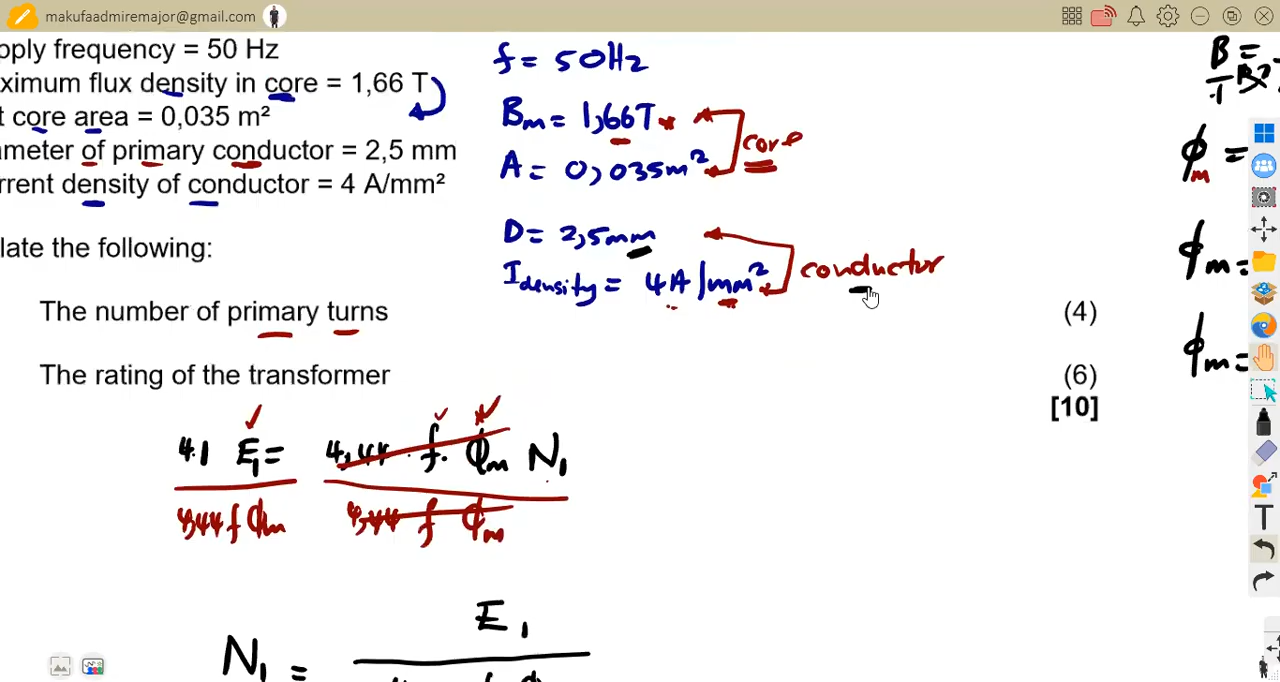 makufaadmiremajor@gmail.com
pply frequency = 50 Hz
ximum flux density in core = 1,66 T
t core area = 0,035 m²
ameter of primary conductor = 2,5 mm
rrent density of conductor = 4 A/mm²
late the following:
The number of primary turns (4)
The rating of the transformer (6)
[10]
f = 50Hz
Bm = 1,66T
A = 0,035m²
core
D = 2,5mm
Idensity = 4A/mm²
conductor
4.1 E1 = 4,44 . f. ϕm N1
4,44 f ϕm 4,44 f ϕm
E1
N1 =
B =
ϕm =
ϕm =
ϕm =
T